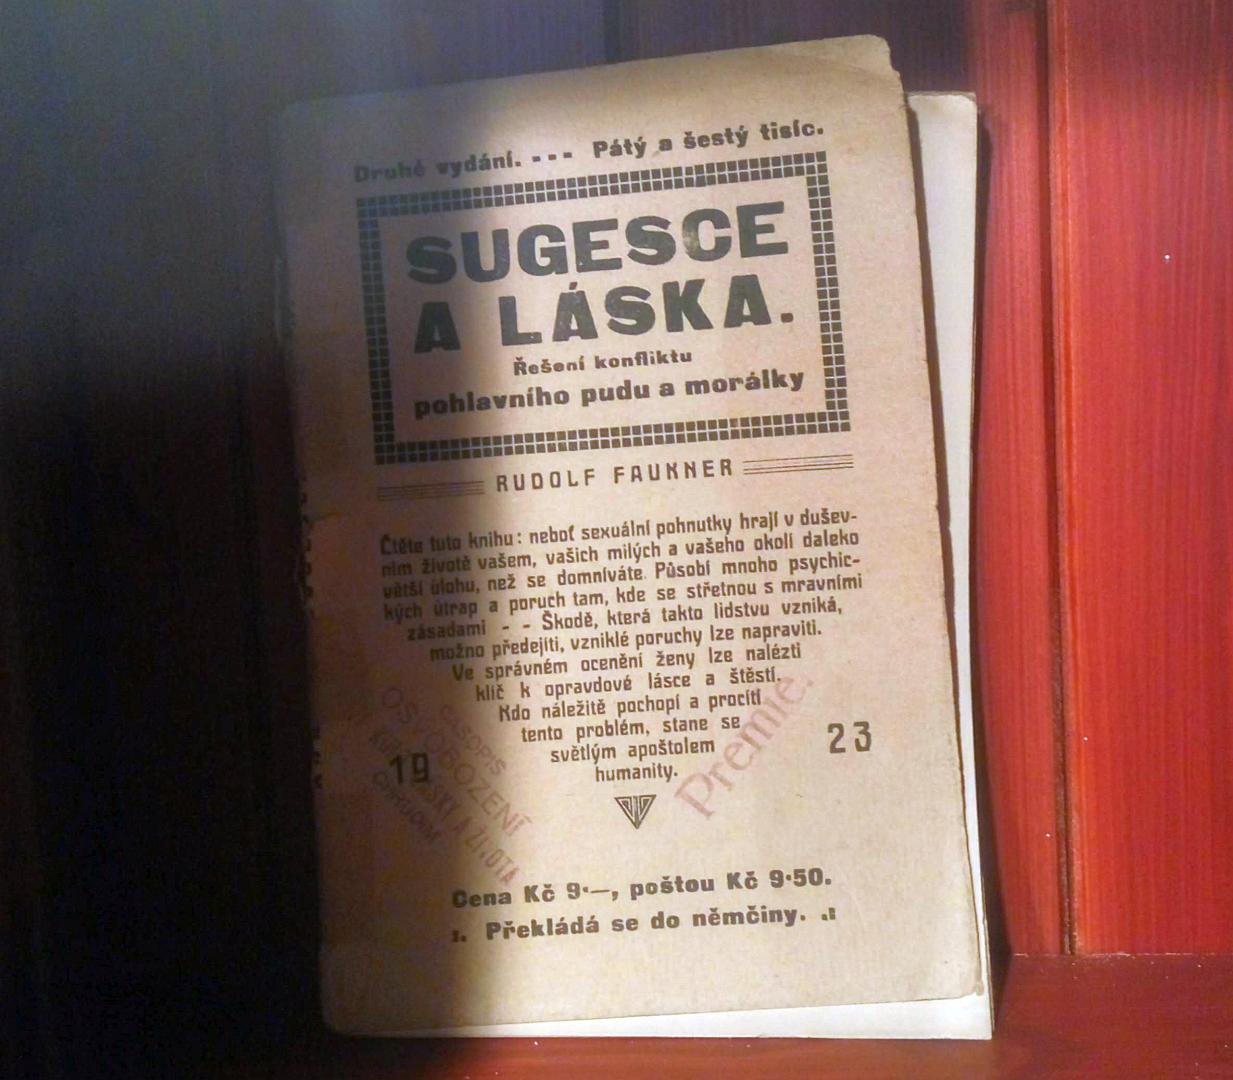 Druhé vydání. - - - Pátý a šestý tisíc.
SUGESCE
A LÁSKA.
Řešení konfliktu
pohlavního pudu a morálky
RUDOLF FAUKNER
Čtěte tuto knihu: neboť sexuální pohnutky hrají v dušev-
ním životě vašem, vašich milých a vašeho okolí daleko
větší úlohu, než se domníváte. Působí mnoho psychic-
kých útrap a poruch tam, kde se střetnou s mravními
zásadami - - Škodě, která takto lidstvu vzniká,
možno předejíti, vzniklé poruchy lze napraviti.
Ve správném ocenění ženy lze nalézti
klíč k opravdové lásce a štěstí.
Kdo náležitě pochopí a procítí
tento problém, stane se
světlým apoštolem
humanity.
19 23
Premie.
ČASOPIS
OSVOBOZENÍ
Cena Kč 9·—, poštou Kč 9·50.
:. Překládá se do němčiny. .: